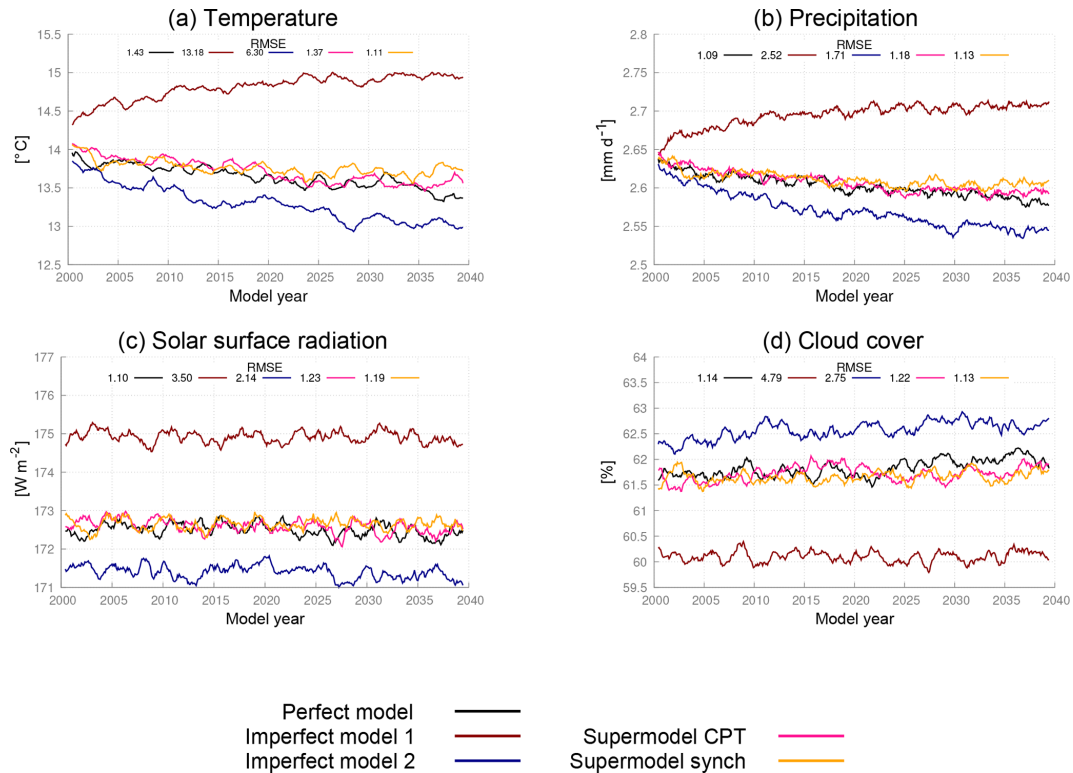 (a) Temperature
RMSE
1.43 13.18 6.30 1.37 1.11
15.5
15
14.5
14
13.5
13
12.5
[° C]
2000 2005 2010 2015 2020 2025 2030 2035 2040
Model year
(b) Precipitation
RMSE
1.09 2.52 1.71 1.18 1.13
2.8
2.75
2.7
2.65
2.6
2.55
2.5
[mm d⁻¹]
2000 2005 2010 2015 2020 2025 2030 2035 2040
Model year
(c) Solar surface radiation
RMSE
1.10 3.50 2.14 1.23 1.19
177
176
175
174
173
172
171
[W m⁻²]
2000 2005 2010 2015 2020 2025 2030 2035 2040
Model year
(d) Cloud cover
RMSE
1.14 4.79 2.75 1.22 1.13
64
63.5
63
62.5
62
61.5
61
60.5
60
59.5
[%]
2000 2005 2010 2015 2020 2025 2030 2035 2040
Model year
Perfect model
Imperfect model 1
Imperfect model 2
Supermodel CPT
Supermodel synch